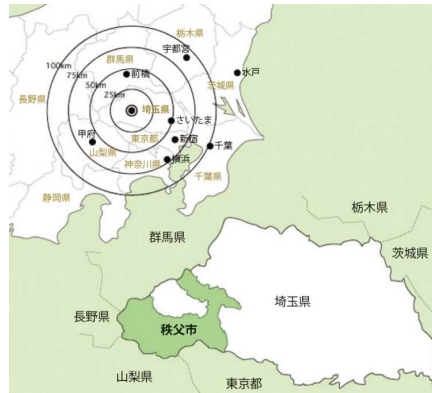 栃木県
宇都宮
群馬県
100km
75km
50km
25km
前橋
水戸
茨城県
長野県
埼玉県
さいたま
東京都
新宿
甲府
山梨県
神奈川県
横浜
千葉
千葉県
静岡県
栃木県
群馬県
茨城県
埼玉県
長野県
秩父市
山梨県
東京都